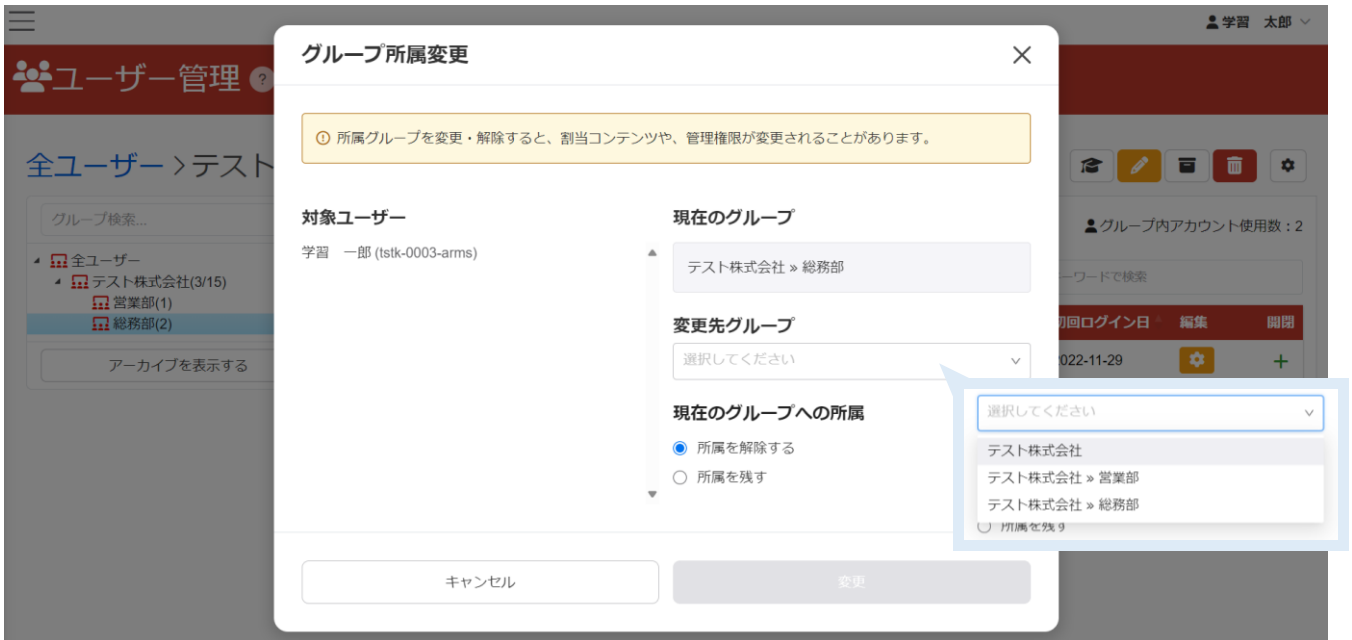 学習　太郎
ユーザー管理
?
全ユーザー > テスト
グループ検索...
全ユーザー
テスト株式会社(3/15)
営業部(1)
総務部(2)
アーカイブを表示する
グループ所属変更
所属グループを変更・解除すると、割当コンテンツや、管理権限が変更されることがあります。
対象ユーザー
学習　一郎 (tstk-0003-arms)
現在のグループ
テスト株式会社 » 総務部
変更先グループ
選択してください
現在のグループへの所属
所属を解除する
所属を残す
キャンセル
変更
グループ内アカウント使用数：2
ーワードで検索
回ログイン日 編集 開閉
022-11-29
選択してください
テスト株式会社
テスト株式会社 » 営業部
テスト株式会社 » 総務部
所属を残す